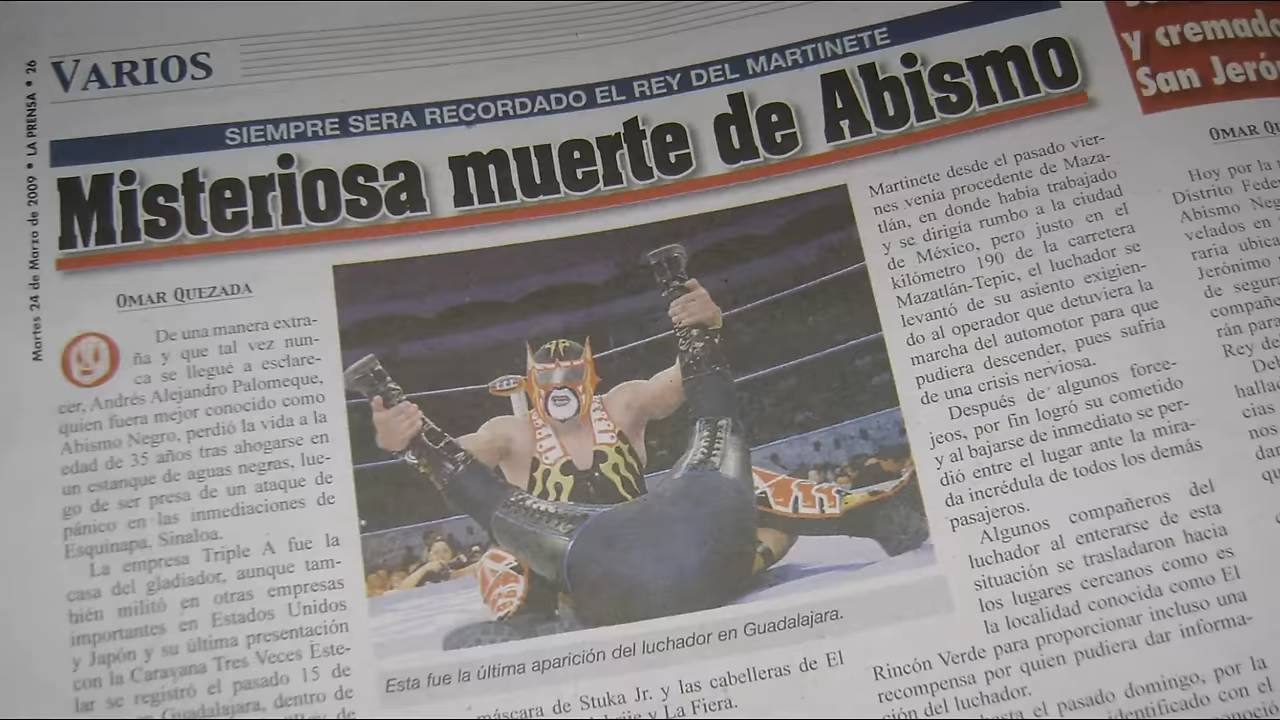 Martes 24 de Marzo de 2009 • LA PRENSA • 26
VARIOS
SIEMPRE SERA RECORDADO EL REY DEL MARTINETE
Misteriosa muerte de Abismo
OMAR QUEZADA
De una manera extra-
ña y que tal vez nun-
ca se llegué a esclare-
cer, Andrés Alejandro Palomeque,
quien fuera mejor conocido como
Abismo Negro, perdió la vida a la
edad de 35 años tras ahogarse en
un estanque de aguas negras, lue-
go de ser presa de un ataque de
pánico en las inmediaciones de
Esquinapa, Sinaloa.
La empresa Triple A fue la
casa del gladiador, aunque tam-
bién militó en otras empresas
importantes en Estados Unidos
y Japón y su última presentación
con la Caravana Tres Veces Este-
lar se registró el pasado 15 de
en Guadalajara, dentro de
Esta fue la última aparición del luchador en Guadalajara.
máscara de Stuka Jr. y las cabelleras de El
y La Fiera.
Martinete desde el pasado vier-
nes venía procedente de Maza-
tlán, en donde había trabajado
y se dirigía rumbo a la ciudad
de México, pero justo en el
kilómetro 190 de la carretera
Mazatlán-Tepic, el luchador se
levantó de su asiento exigien-
do al operador que detuviera la
marcha del automotor para que
pudiera descender, pues sufría
de una crisis nerviosa.
Después de algunos force-
jeos, por fin logró su cometido
y al bajarse de inmediato se per-
dió entre el lugar ante la mira-
da incrédula de todos los demás
pasajeros.
Algunos compañeros del
luchador al enterarse de esta
situación se trasladaron hacia
los lugares cercanos como es
la localidad conocida como El
Rincón Verde para proporcionar incluso una
recompensa por quien pudiera dar informa-
ción del luchador.
el pasado domingo, por la
identificado con el
y cremado
San Jeró
OMAR QU
Hoy por la
Distrito Fede
Abismo Neg
velados en
raria ubica
Jerónimo
de segur
compañe
rán para
Rey de
halla
cias
nos
dar
qu